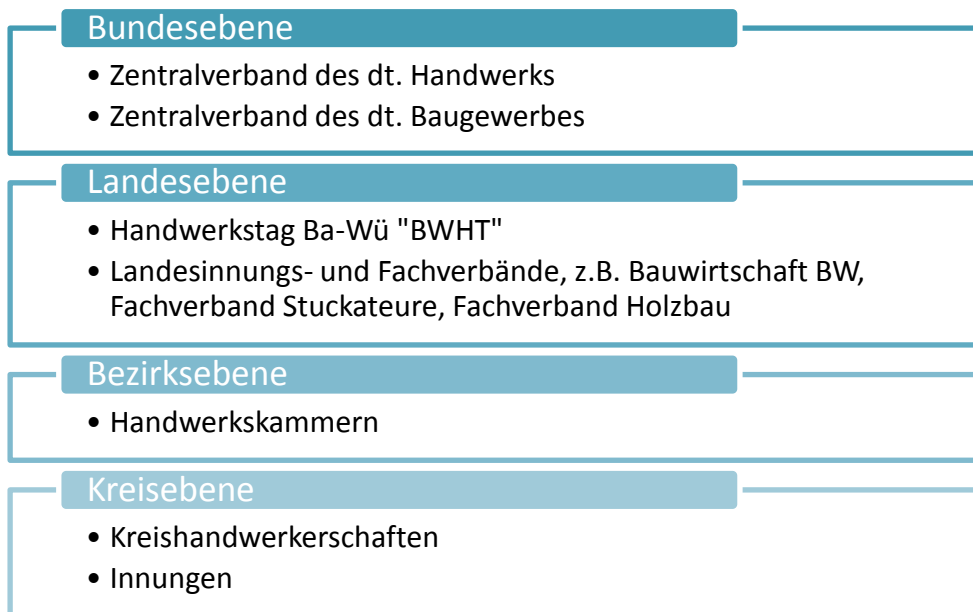 Bundesebene
• Zentralverband des dt. Handwerks
• Zentralverband des dt. Baugewerbes
Landesebene
• Handwerkstag Ba-Wü "BWHT"
• Landesinnungs- und Fachverbände, z.B. Bauwirtschaft BW,
Fachverband Stuckateure, Fachverband Holzbau
Bezirksebene
• Handwerkskammern
Kreisebene
• Kreishandwerkerschaften
• Innungen